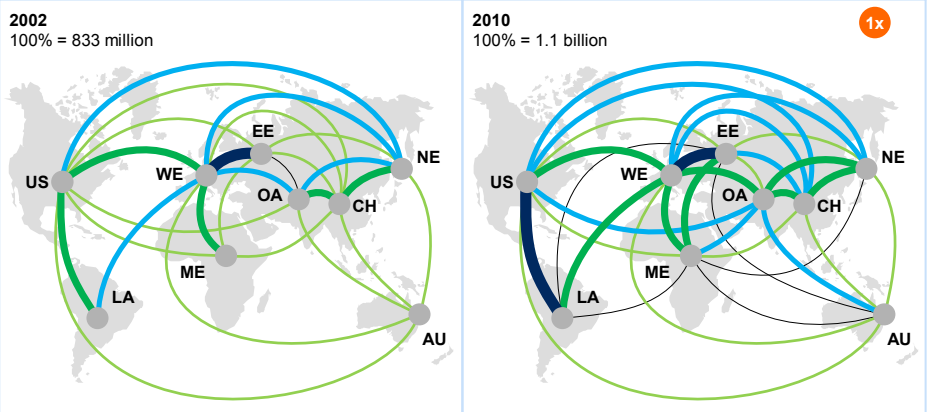 2002
100% = 833 million
EE
NE
US
WE
OA
CH
ME
LA
AU
2010
100% = 1.1 billion
1x
EE
NE
US
WE
OA
CH
ME
LA
AU